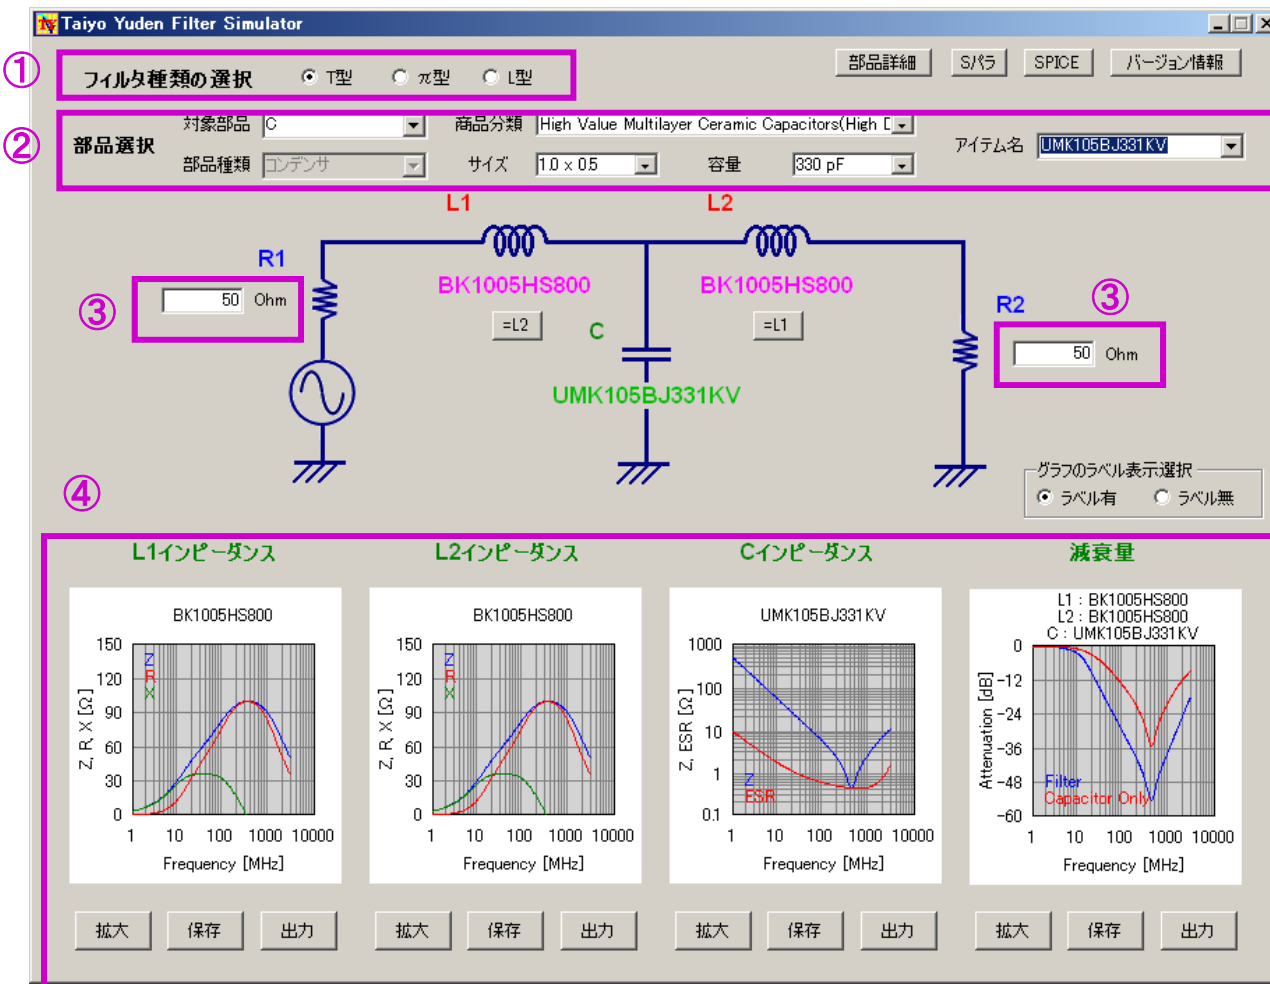 Taiyo Yuden Filter Simulator
①
フィルタ種類の選択 T型 π型 L型
部品詳細 Sパラ SPICE バージョン情報
②
部品選択
対象部品 C 商品分類 High Value Multilayer Ceramic Capacitors(High D
部品種類 コンデンサ サイズ 1.0 x 0.5 容量 330 pF
アイテム名 UMK105BJ331KV
L1 L2
R1
BK1005HS800 BK1005HS800
③ 50 Ohm
=L2 C =L1
R2 ③
50 Ohm
UMK105BJ331KV
④
グラフのラベル表示選択
ラベル有 ラベル無
L1インピーダンス L2インピーダンス Cインピーダンス 減衰量
BK1005HS800
Z, R, X [Ω]
150
120
90
60
30
0
Z
R
X
1 10 100 1000 10000
Frequency [MHz]
BK1005HS800
Z, R, X [Ω]
150
120
90
60
30
0
Z
R
X
1 10 100 1000 10000
Frequency [MHz]
UMK105BJ331KV
Z, ESR [Ω]
1000
100
10
1
0.1
Z
ESR
1 10 100 1000 10000
Frequency [MHz]
L1 : BK1005HS800
L2 : BK1005HS800
C : UMK105BJ331KV
Attenuation [dB]
0
-12
-24
-36
-48
-60
Filter
Capacitor Only
1 10 100 1000 10000
Frequency [MHz]
拡大 保存 出力 拡大 保存 出力 拡大 保存 出力 拡大 保存 出力